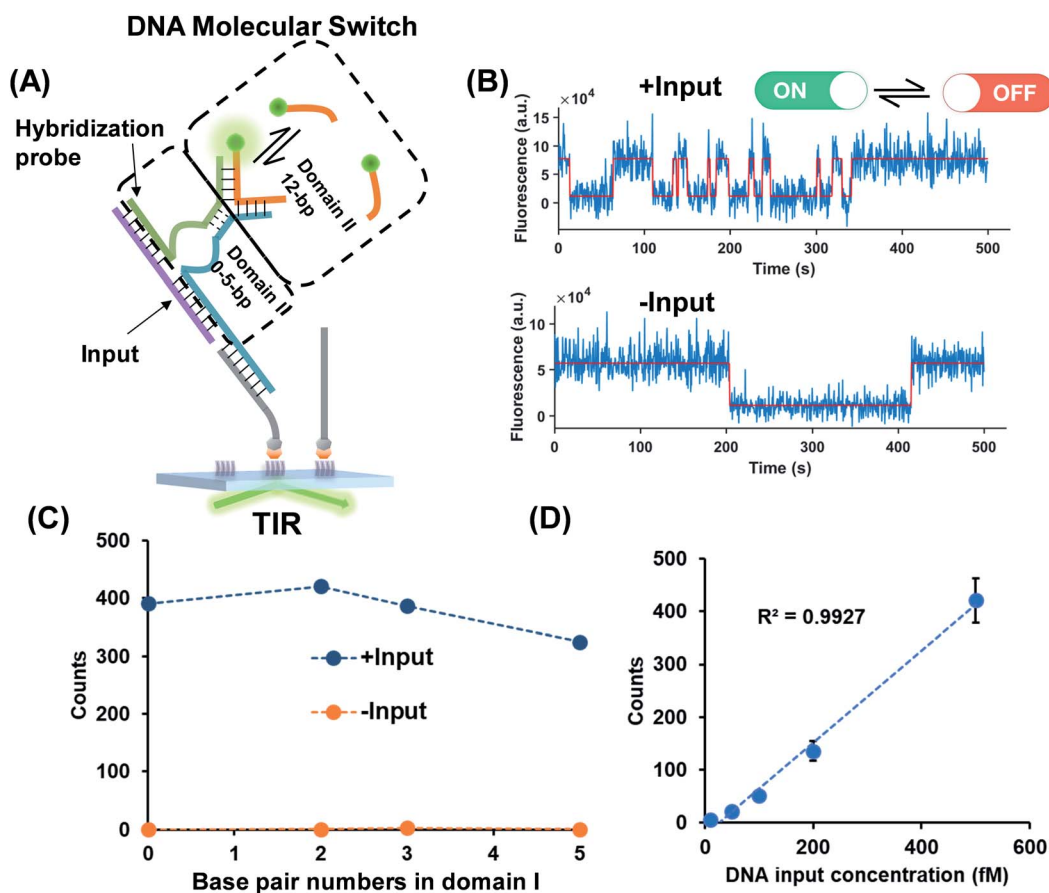 DNA Molecular Switch
(A)
Hybridization
probe
Domain II
12-bp
Domain I
0-5-bp
Input
TIR
(B)
+Input
ON
OFF
×10⁴
Fluorescence (a.u.)
15
10
5
0
0 100 200 300 400 500
Time (s)
-Input
×10⁴
Fluorescence (a.u.)
10
5
0
0 100 200 300 400 500
Time (s)
(C)
Counts
500
400
300
200
100
0
+Input
-Input
0 1 2 3 4 5
Base pair numbers in domain I
(D)
Counts
500
400
300
200
100
0
R² = 0.9927
0 200 400 600
DNA input concentration (fM)